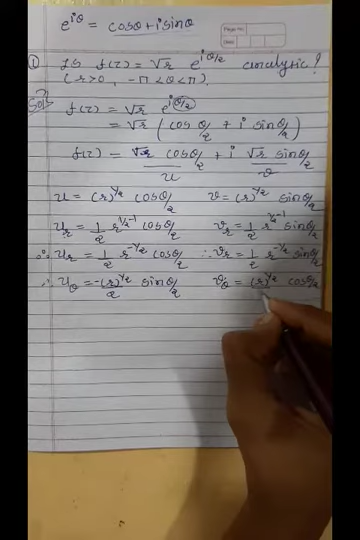 e^{iθ} = cosθ + i sinθ
Page No:
Date:
① Is f(z) = √r e^{iθ/2} analytic?
(r>0, -π<θ<π).
Sol⇒ f(z) = √r e^{iθ/2}
= √r (cos θ/2 + i sin θ/2)
f(z) = √r cos θ/2 + i √r sin θ/2
u v
u = (r)^{1/2} cos θ/2 v = (r)^{1/2} sin θ/2
u_r = 1/2 r^{1/2-1} cos θ/2 v_r = 1/2 r^{1/2-1} sin θ/2
∴ u_r = 1/2 r^{-1/2} cos θ/2 ∴ v_r = 1/2 r^{-1/2} sin θ/2
∴ u_θ = -(r)^{1/2}/2 sin θ/2 v_θ = (r)^{1/2} cos θ/2